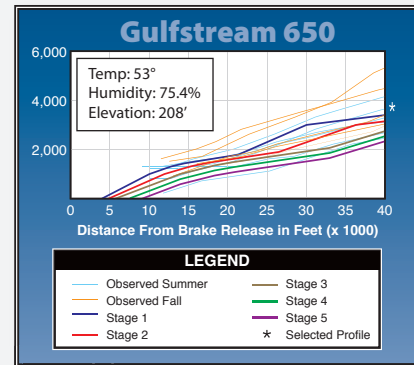 Gulfstream 650
6,000
4,000
2,000
Temp: 53°
Humidity: 75.4%
Elevation: 208'
*
0 5 10 15 20 25 30 35 40
Distance From Brake Release in Feet (x 1000)
LEGEND
Observed Summer
Observed Fall
Stage 1
Stage 2
Stage 3
Stage 4
Stage 5
* Selected Profile